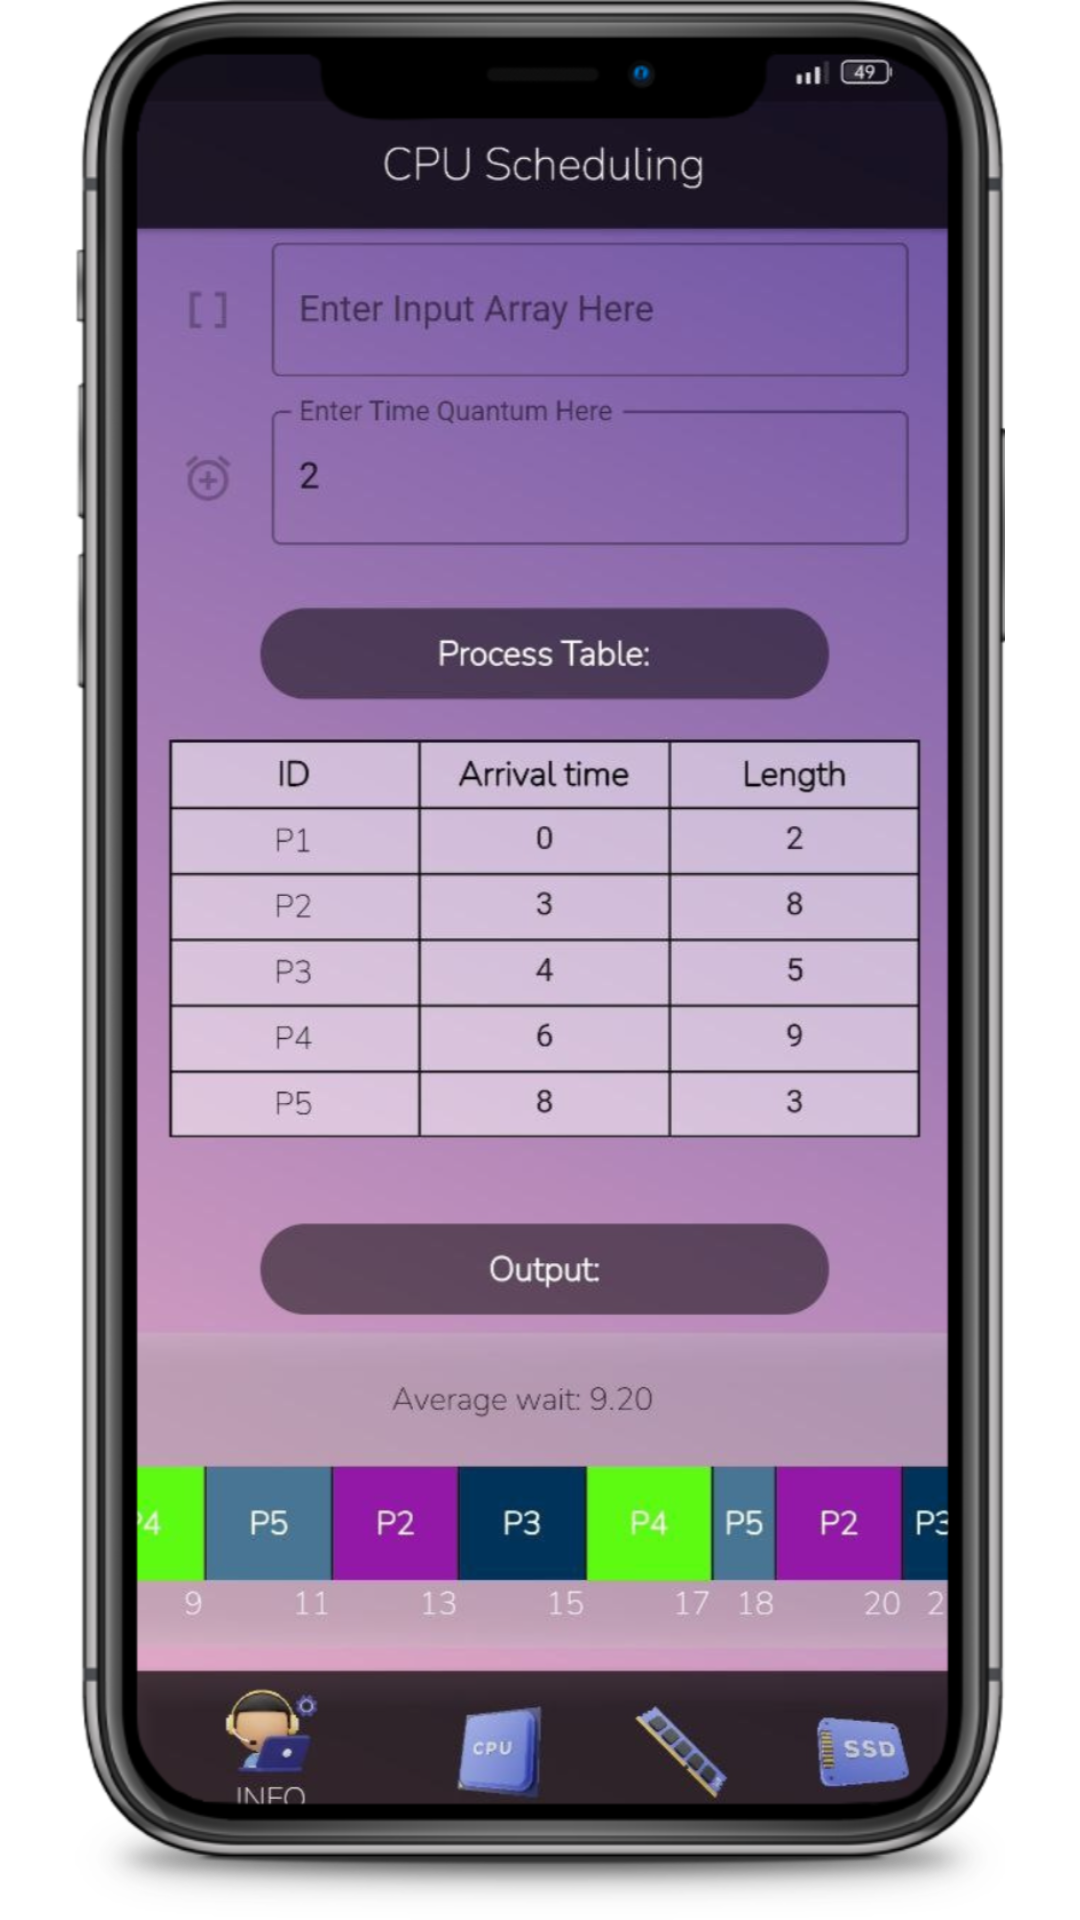 49
CPU Scheduling
[ ] Enter Input Array Here
Enter Time Quantum Here
2
Process Table:
ID Arrival time Length
P1 0 2
P2 3 8
P3 4 5
P4 6 9
P5 8 3
Output:
Average wait: 9.20
P4 P5 P2 P3 P4 P5 P2 P3
9 11 13 15 17 18 20 2
CPU SSD
INFO